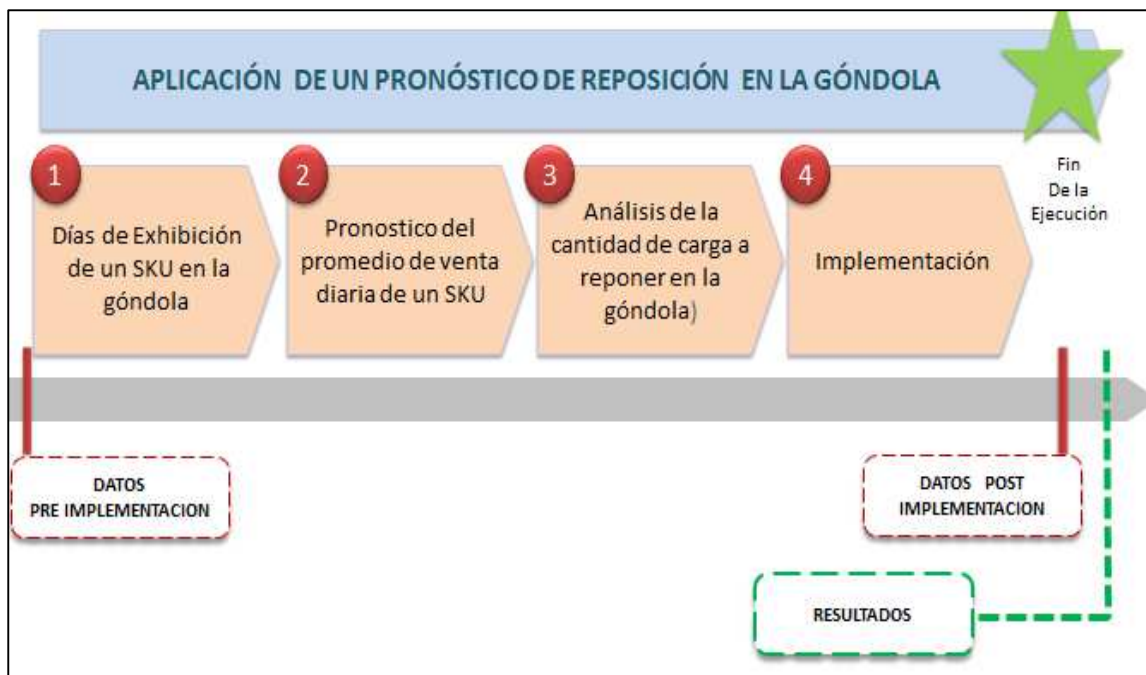 APLICACIÓN DE UN PRONÓSTICO DE REPOSICIÓN EN LA GÓNDOLA
1
Días de Exhibición
de un SKU en la
góndola
2
Pronostico del
promedio de venta
diaria de un SKU
3
Análisis de la
cantidad de carga a
reponer en la
góndola)
4
Implementación
Fin
De la
Ejecución
DATOS
PRE IMPLEMENTACION
DATOS POST
IMPLEMENTACION
RESULTADOS